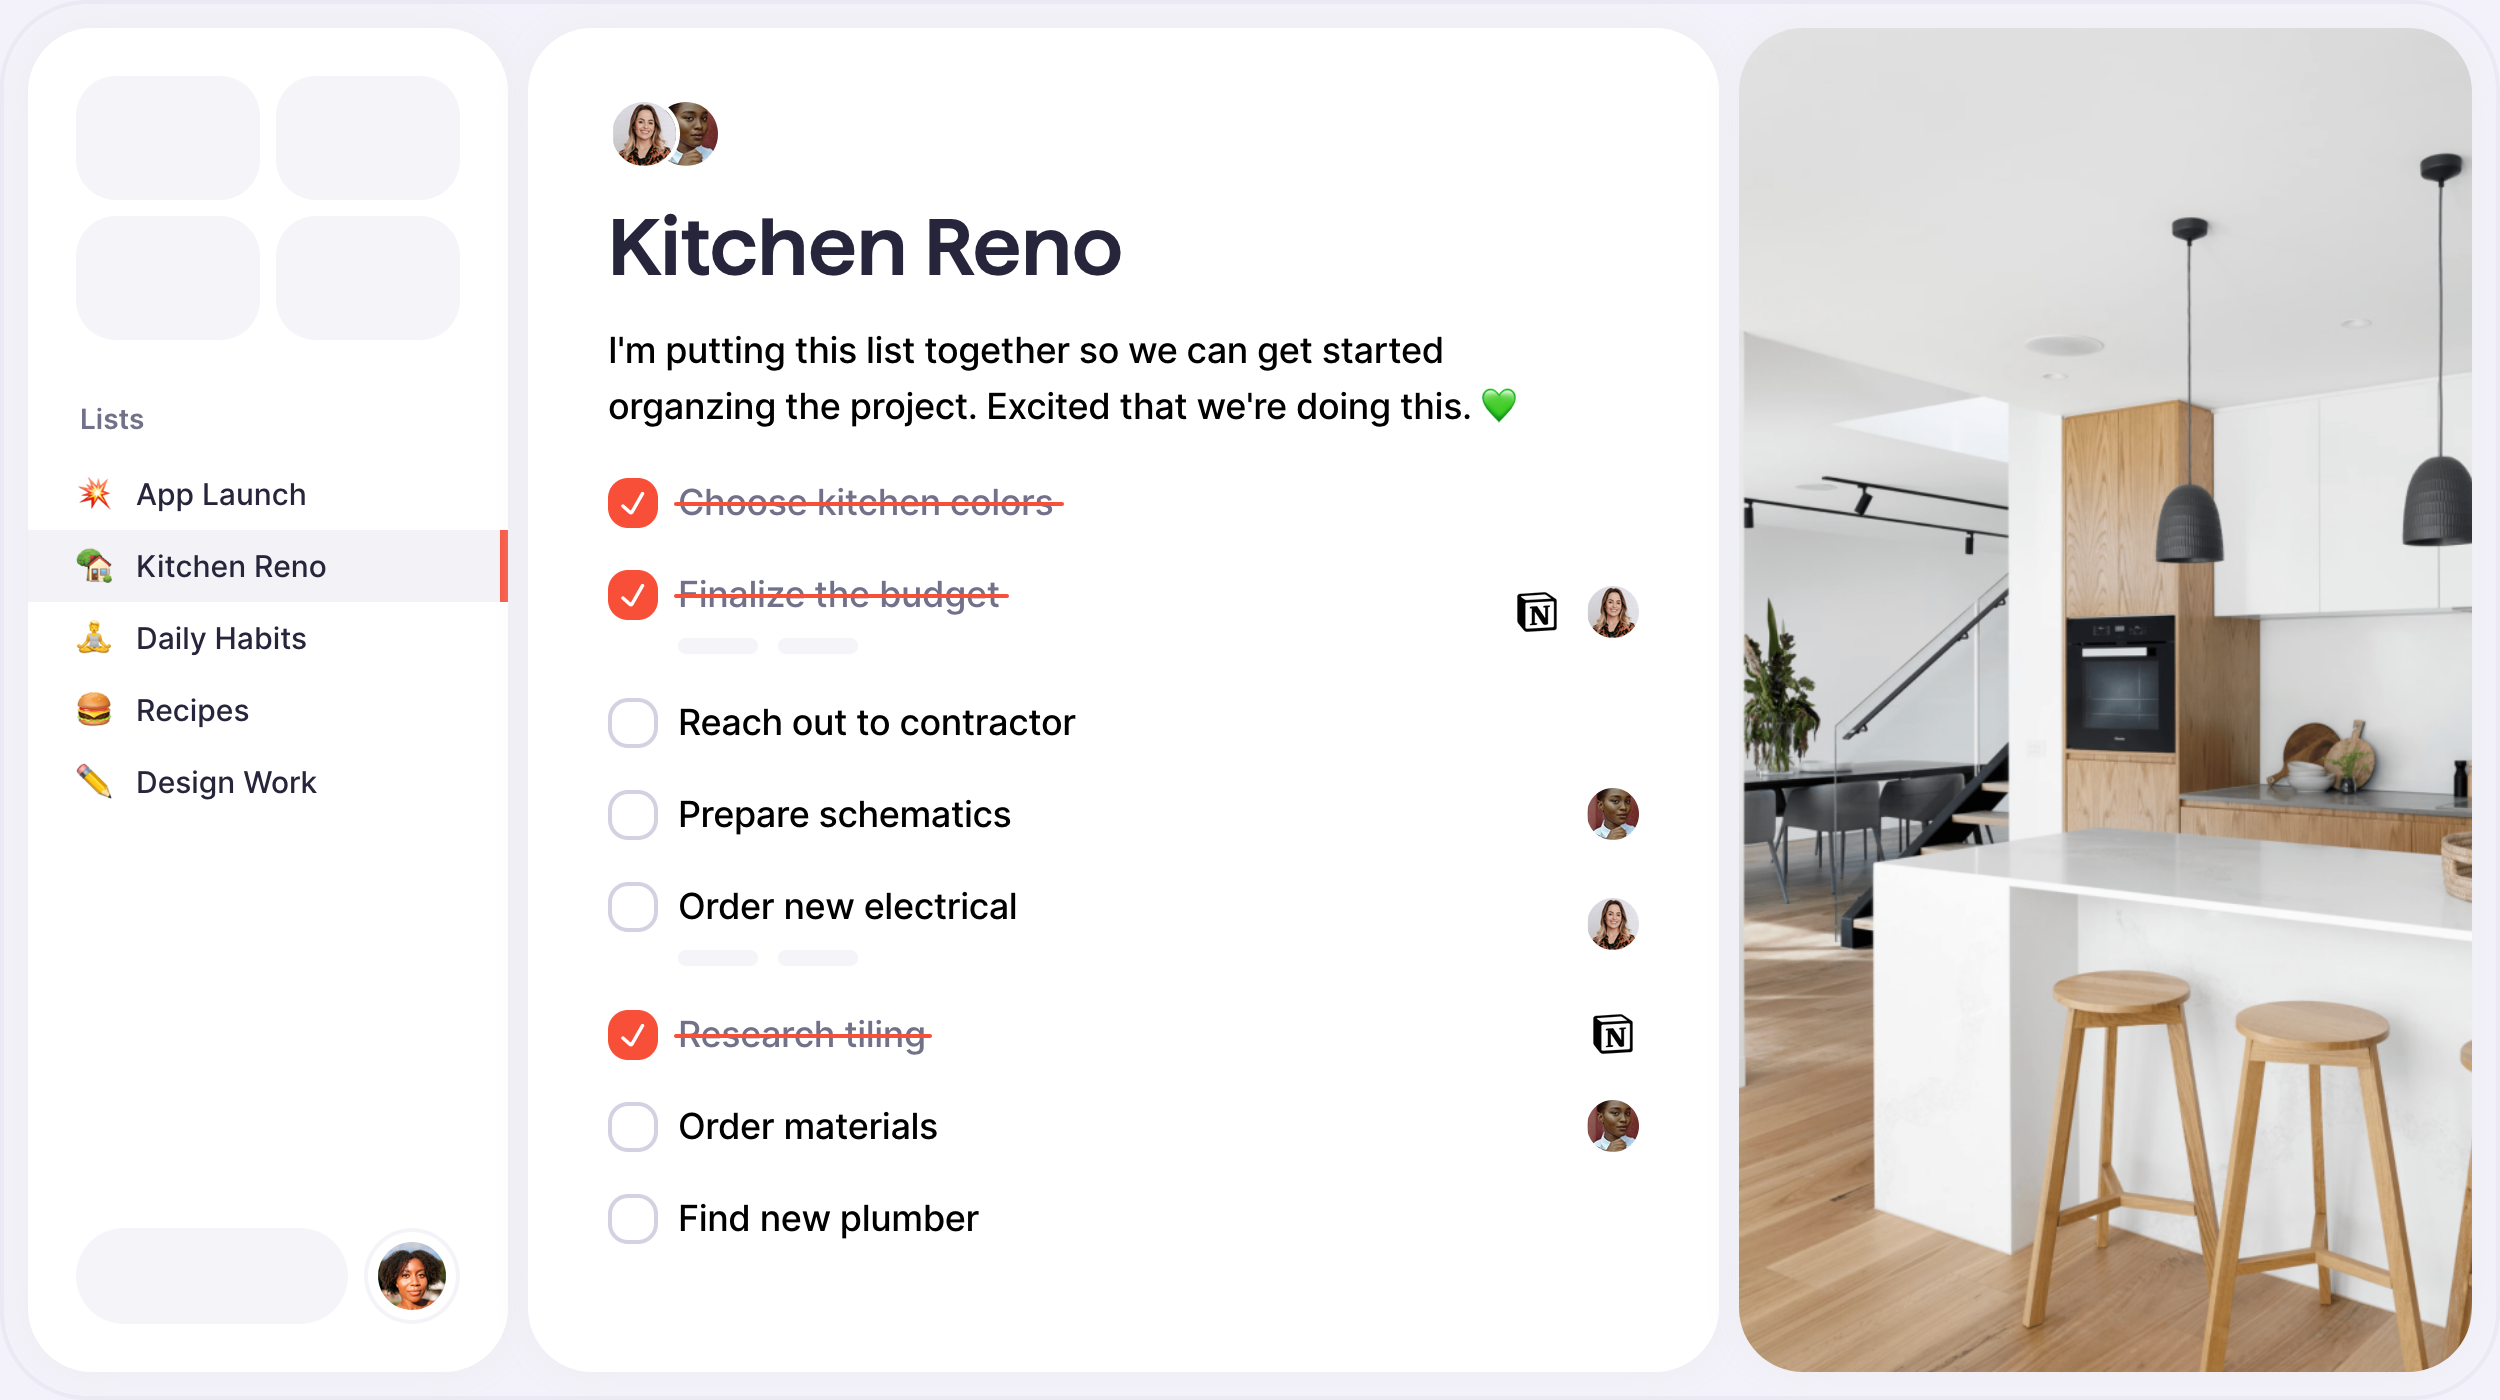 Lists
App Launch
Kitchen Reno
Daily Habits
Recipes
Design Work
Kitchen Reno
I'm putting this list together so we can get started
organzing the project. Excited that we're doing this. 💚
Choose kitchen colors
Finalize the budget
N
Reach out to contractor
Prepare schematics
Order new electrical
Research tiling
N
Order materials
Find new plumber